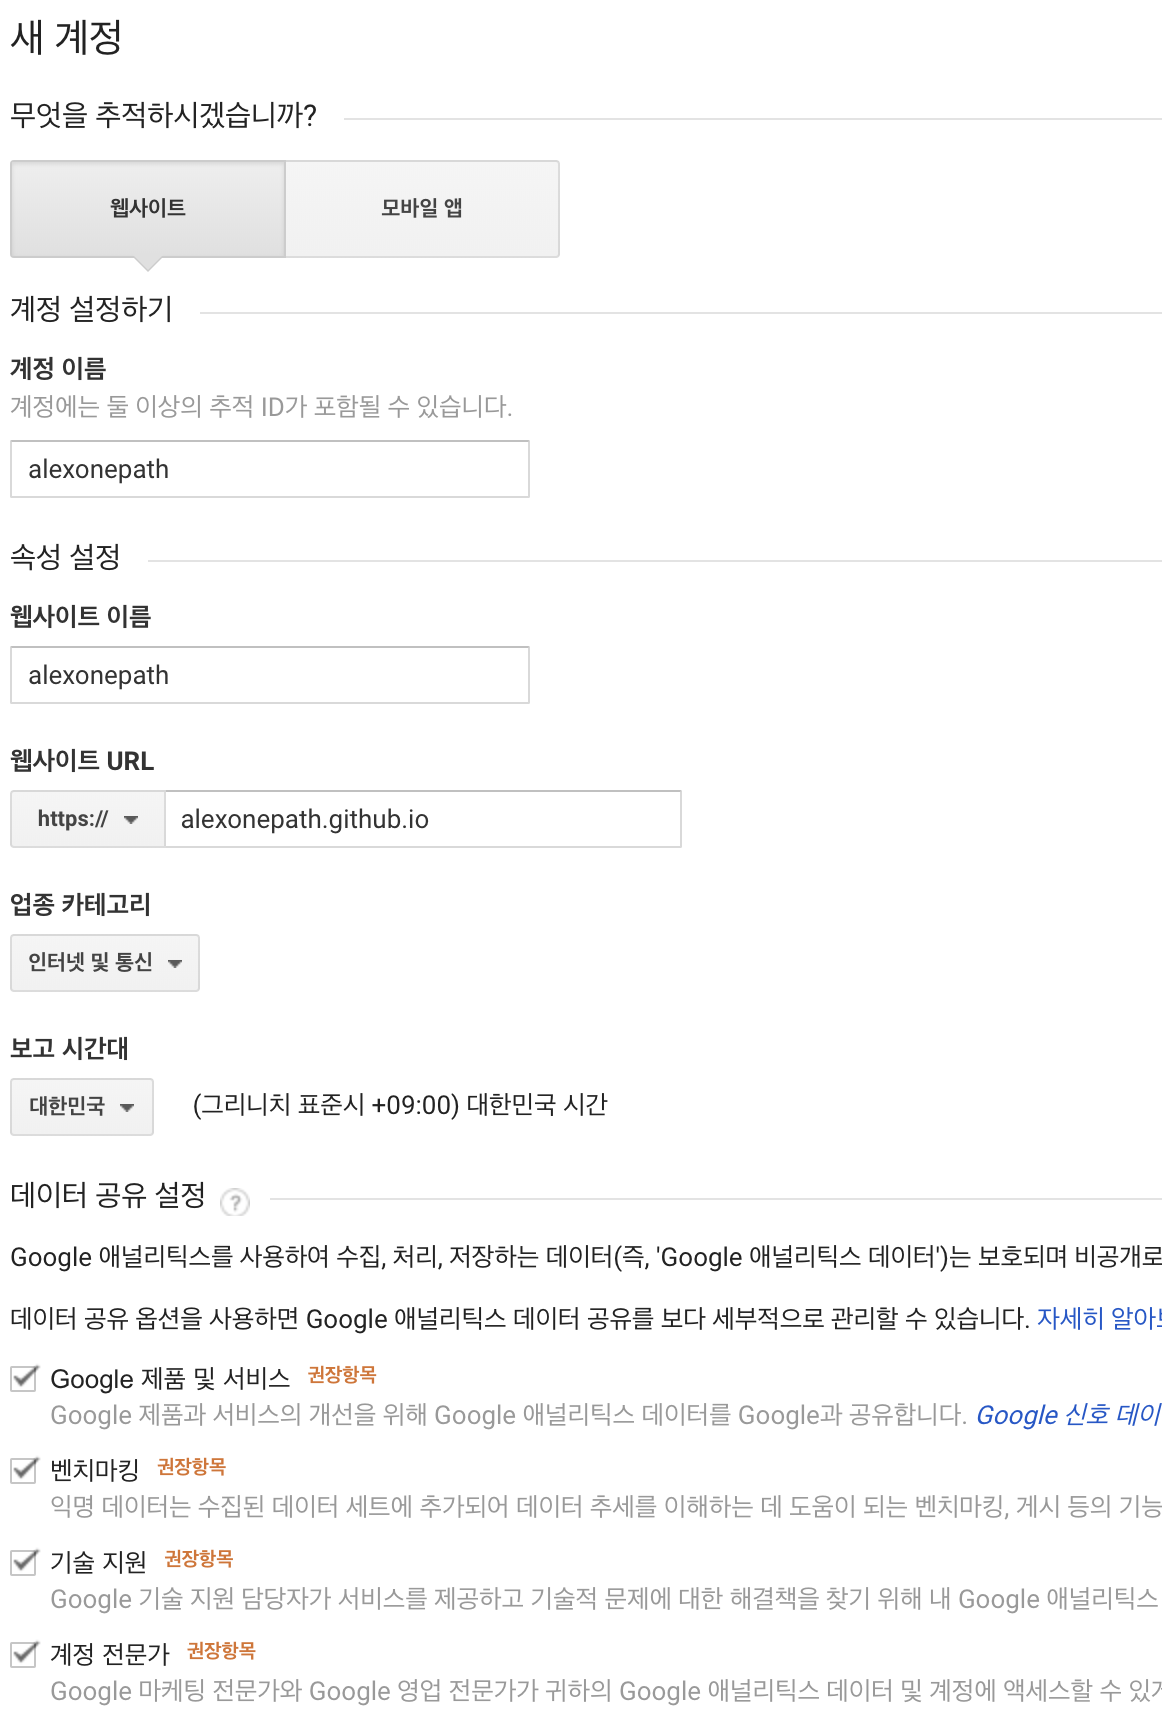 새 계정
무엇을 추적하시겠습니까?
웹사이트 모바일 앱
계정 설정하기
계정 이름
계정에는 둘 이상의 추적 ID가 포함될 수 있습니다.
alexonepath
속성 설정
웹사이트 이름
alexonepath
웹사이트 URL
https:// alexonepath.github.io
업종 카테고리
인터넷 및 통신
보고 시간대
대한민국 (그리니치 표준시 +09:00) 대한민국 시간
데이터 공유 설정 ?
Google 애널리틱스를 사용하여 수집, 처리, 저장하는 데이터(즉, 'Google 애널리틱스 데이터')는 보호되며 비공개로
데이터 공유 옵션을 사용하면 Google 애널리틱스 데이터 공유를 보다 세부적으로 관리할 수 있습니다. 자세히
Google 제품 및 서비스 권장항목
Google 제품과 서비스의 개선을 위해 Google 애널리틱스 데이터를 Google과 공유합니다. Google 신호 데이
벤치마킹 권장항목
익명 데이터는 수집된 데이터 세트에 추가되어 데이터 추세를 이해하는 데 도움이 되는 벤치마킹, 게시 등의 기능
기술 지원 권장항목
Google 기술 지원 담당자가 서비스를 제공하고 기술적 문제에 대한 해결책을 찾기 위해 내 Google 애널리틱스
계정 전문가 권장항목
Google 마케팅 전문가와 Google 영업 전문가가 귀하의 Google 애널리틱스 데이터 및 계정에 액세스할 수